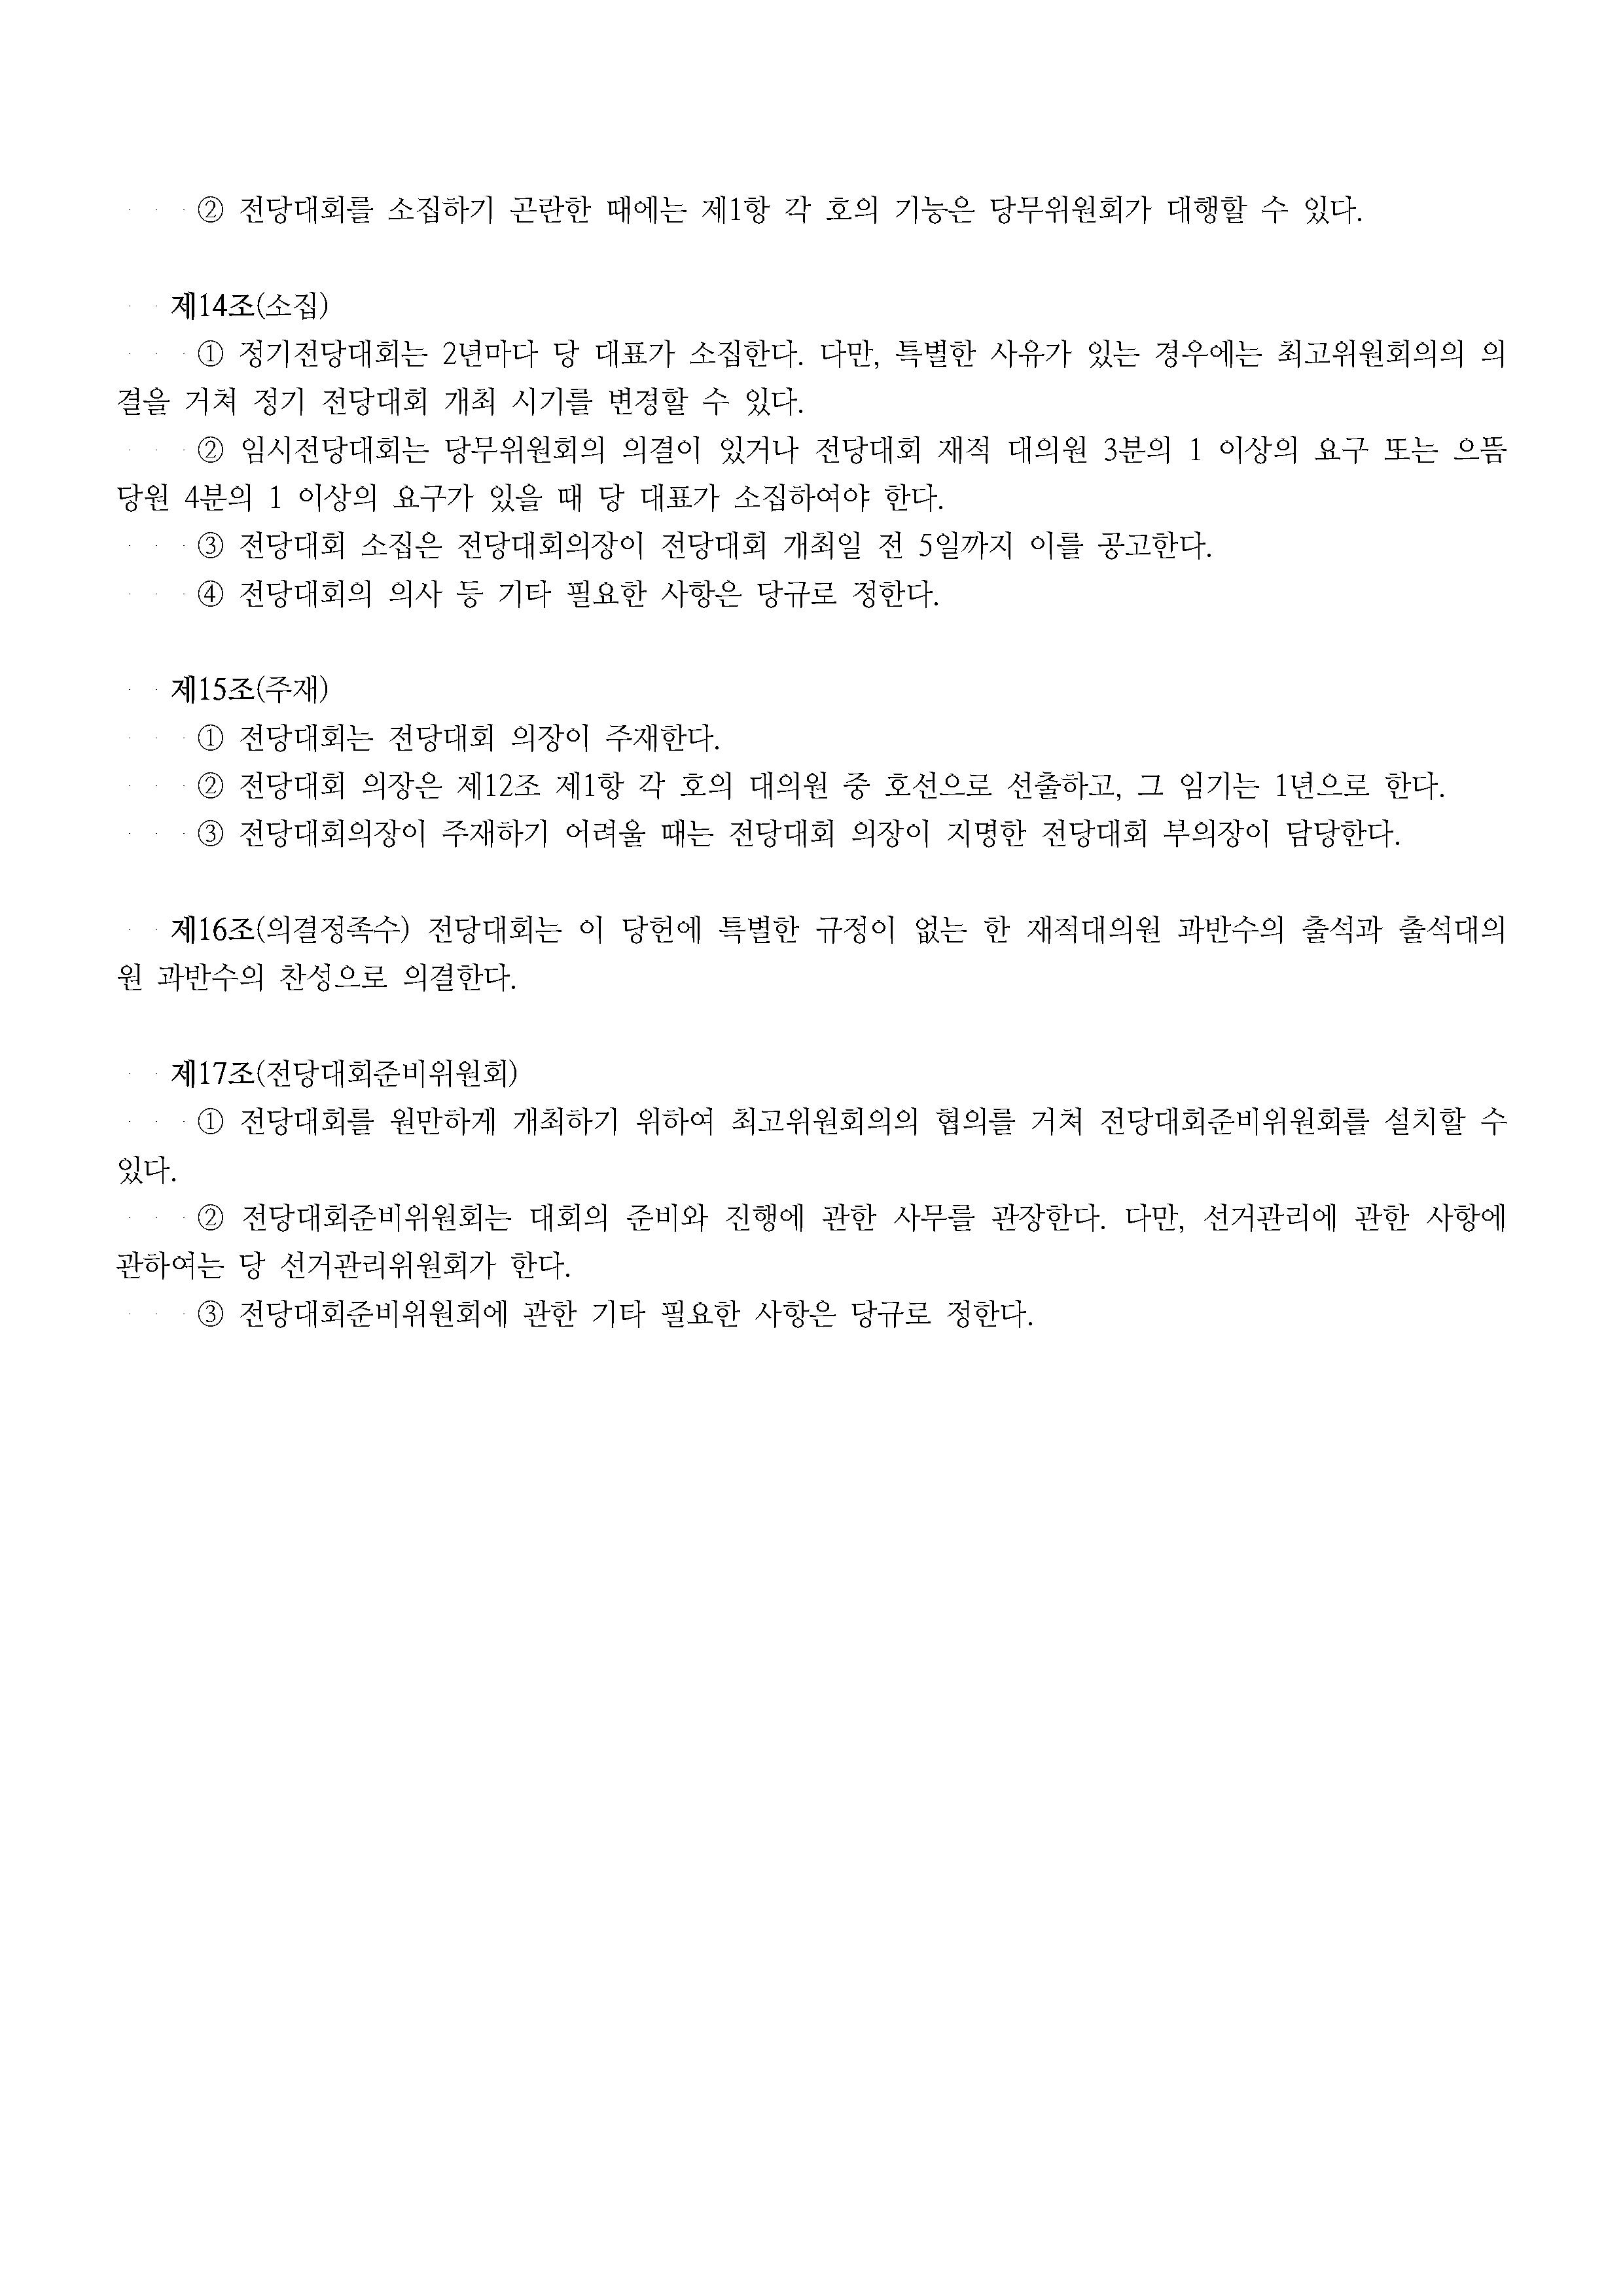 ② 전당대회를 소집하기 곤란한 때에는 제1항 각 호의 기능은 당무위원회가 대행할 수 있다.
제14조(소집)
① 정기전당대회는 2년마다 당 대표가 소집한다. 다만, 특별한 사유가 있는 경우에는 최고위원회의의 의
결을 거쳐 정기 전당대회 개최 시기를 변경할 수 있다.
② 임시전당대회는 당무위원회의 의결이 있거나 전당대회 재적 대의원 3분의 1 이상의 요구 또는 으뜸
당원 4분의 1 이상의 요구가 있을 때 당 대표가 소집하여야 한다.
③ 전당대회 소집은 전당대회의장이 전당대회 개최일 전 5일까지 이를 공고한다.
④ 전당대회의 의사 등 기타 필요한 사항은 당규로 정한다.
제15조(주재)
① 전당대회는 전당대회 의장이 주재한다.
② 전당대회 의장은 제12조 제1항 각 호의 대의원 중 호선으로 선출하고, 그 임기는 1년으로 한다.
③ 전당대회의장이 주재하기 어려울 때는 전당대회 의장이 지명한 전당대회 부의장이 담당한다.
제16조(의결정족수) 전당대회는 이 당헌에 특별한 규정이 없는 한 재적대의원 과반수의 출석과 출석대의
원 과반수의 찬성으로 의결한다.
제17조(전당대회준비위원회)
① 전당대회를 원만하게 개최하기 위하여 최고위원회의의 협의를 거쳐 전당대회준비위원회를 설치할 수
있다.
② 전당대회준비위원회는 대회의 준비와 진행에 관한 사무를 관장한다. 다만, 선거관리에 관한 사항에
관하여는 당 선거관리위원회가 한다.
③ 전당대회준비위원회에 관한 기타 필요한 사항은 당규로 정한다.